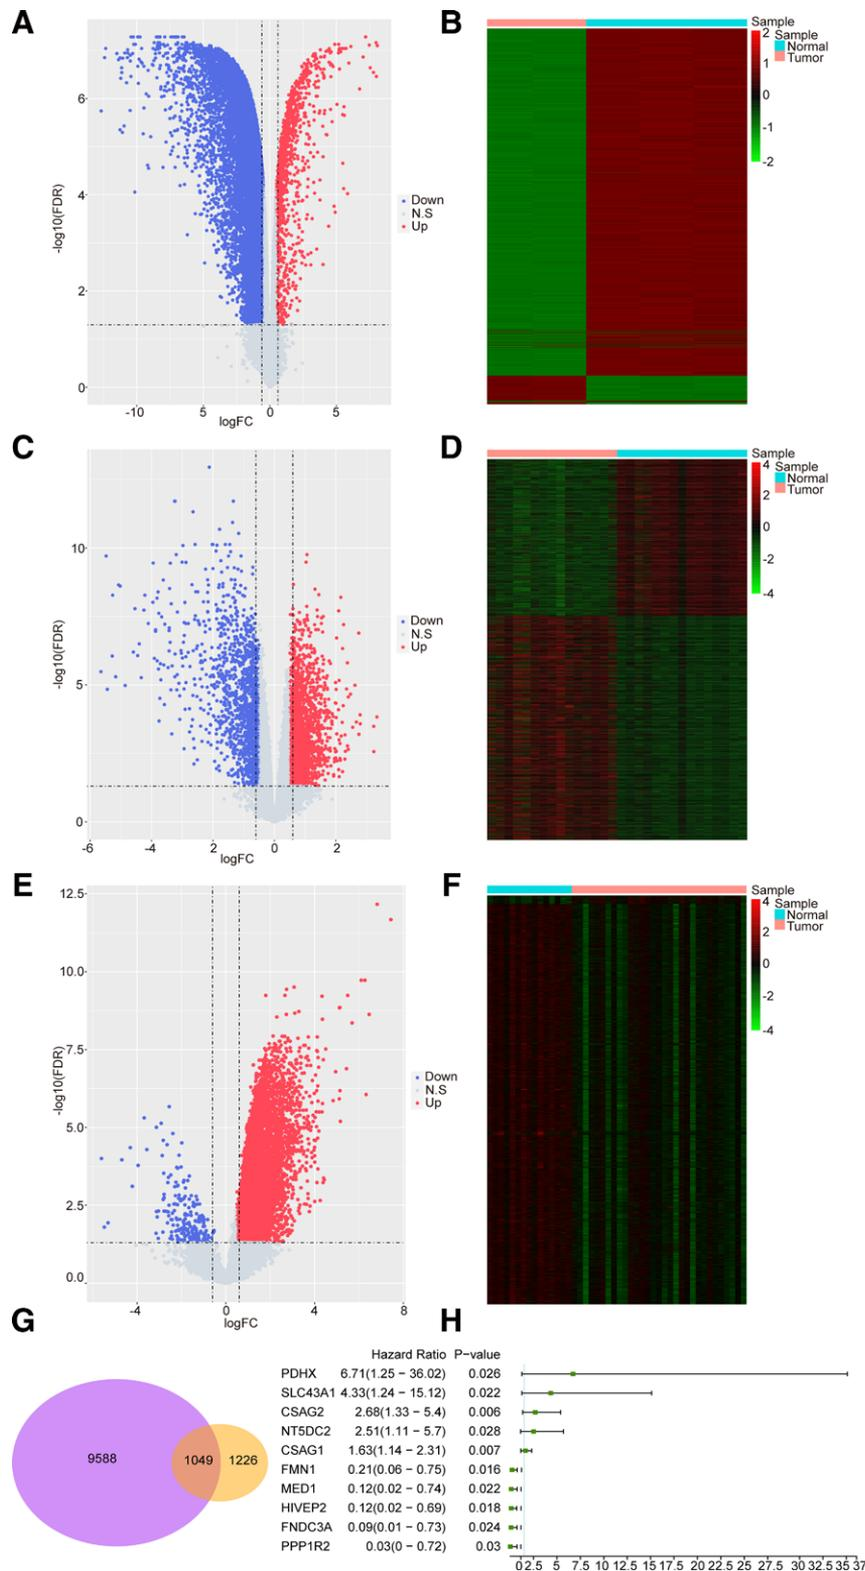 A
B
6
4
2
0
-log10(FDR)
-10
5
0
5
logFC
Down
N.S
Up
Sample
2
1
0
-1
-2
Sample
Normal
Tumor
C
D
10
5
0
-log10(FDR)
-6
-4
2
0
2
logFC
Down
N.S
Up
Sample
4
2
0
-2
-4
Sample
Normal
Tumor
E
F
12.5
10.0
7.5
5.0
2.5
0.0
-log10(FDR)
-4
0
4
8
logFC
Down
N.S
Up
Sample
4
2
0
-2
-4
Sample
Normal
Tumor
G
H
9588
1049
1226
Hazard Ratio P-value
PDHX 6.71(1.25 - 36.02) 0.026
SLC43A1 4.33(1.24 - 15.12) 0.022
CSAG2 2.68(1.33 - 5.4) 0.006
NT5DC2 2.51(1.11 - 5.7) 0.028
CSAG1 1.63(1.14 - 2.31) 0.007
FMN1 0.21(0.06 - 0.75) 0.016
MED1 0.12(0.02 - 0.74) 0.022
HIVEP2 0.12(0.02 - 0.69) 0.018
FNDC3A 0.09(0.01 - 0.73) 0.024
PPP1R2 0.03(0 - 0.72) 0.03
0 2.5 5 7.5 10 12.5 15 17.5 20 22.5 25 27.5 30 32.5 35 37